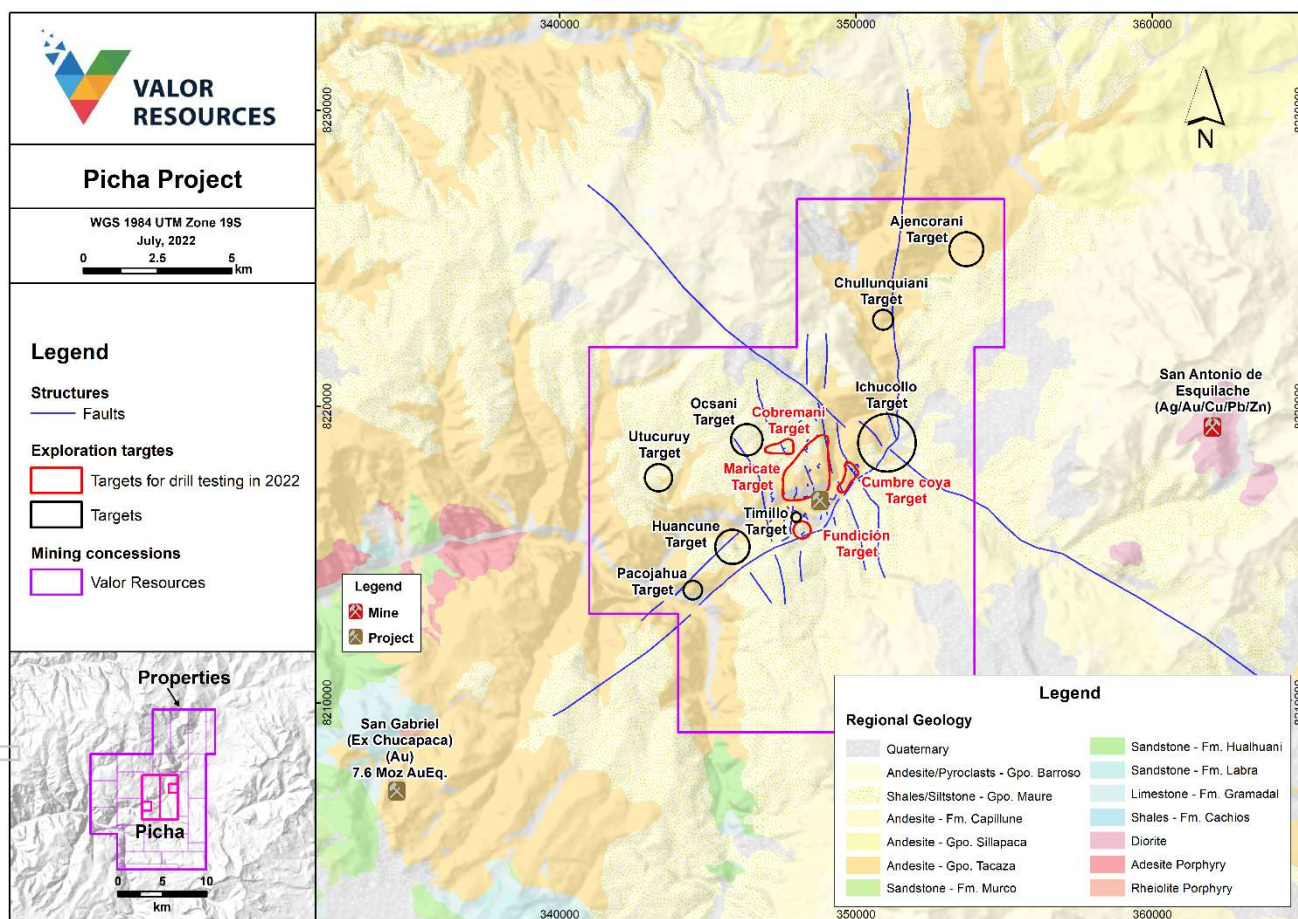 VALOR
RESOURCES
Picha Project
WGS 1984 UTM Zone 19S
July, 2022
0 2.5 5
km
Legend
Structures
Faults
Exploration targtes
Targets for drill testing in 2022
Targets
Mining concessions
Valor Resources
Properties
Picha
0 5 10
km
340000 350000 360000
8230000 8230000
N
Ajencorani
Target
Chullunquiani
Target
San Antonio de
Esquilache
(Ag/Au/Cu/Pb/Zn)
Ichucollo
Target
8220000 8220000
Ocsani
Target
Cobremani
Target
Utucuruy
Target
Maricate
Target
Cumbre coya
Target
Timillo
Target
Huancune
Target
Fundición
Target
Pacojahua
Target
Legend
Mine
Project
8210000 8210000
San Gabriel
(Ex Chucapaca)
(Au)
7.6 Moz AuEq.
Legend
Regional Geology
Quaternary
Andesite/Pyroclasts - Gpo. Barroso
Shales/Siltstone - Gpo. Maure
Andesite - Fm. Capillune
Andesite - Gpo. Sillapaca
Andesite - Gpo. Tacaza
Sandstone - Fm. Murco
Sandstone - Fm. Hualhuani
Sandstone - Fm. Labra
Limestone - Fm. Gramadal
Shales - Fm. Cachios
Diorite
Adesite Porphyry
Rheiolite Porphyry
340000 350000 360000